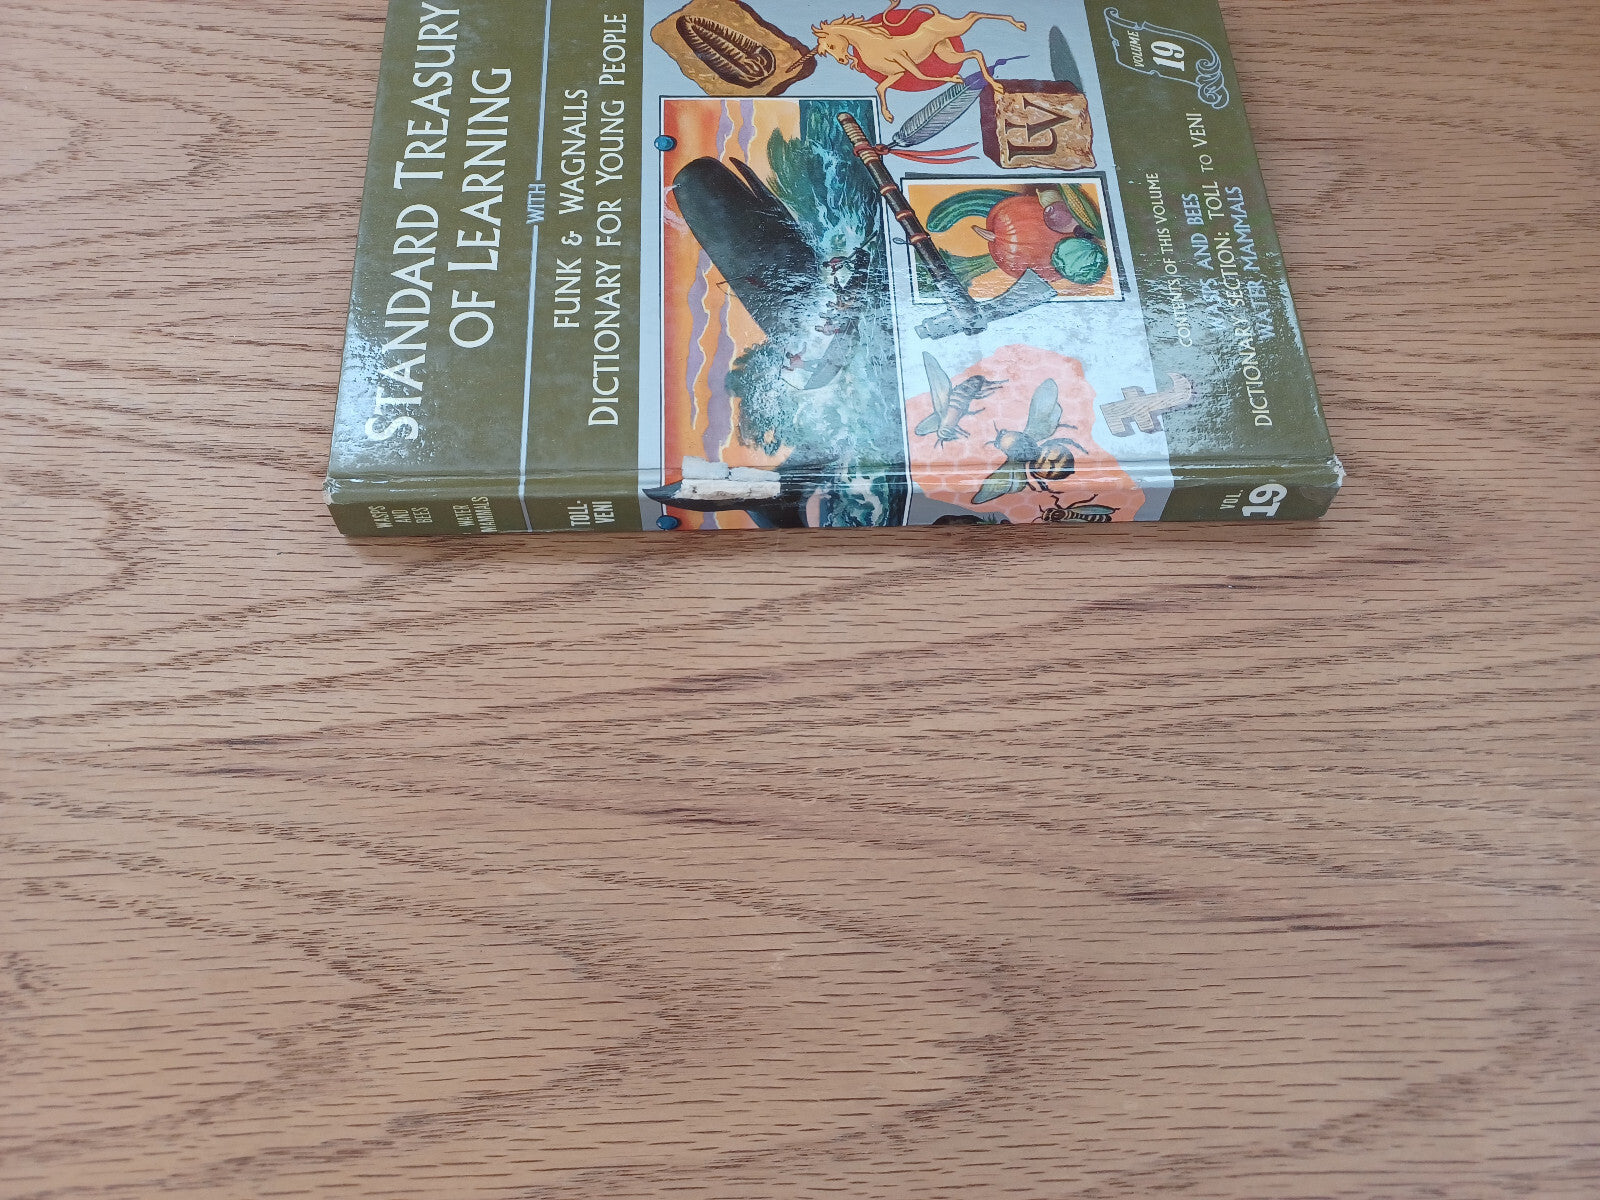 STANDARD TREASURY
OF LEARNING
WITH
FUNK & WAGNALLS
DICTIONARY FOR YOUNG PEOPLE
LV
VOLUME
19
CONTENTS OF THIS VOLUME
WASPS AND BEES
DICTIONARY SECTION: TOLL TO VENI
WATER MAMMALS
WASPS
AND
BEES
WATER
MAMMALS
TOLL-
VENI
VOL.
19